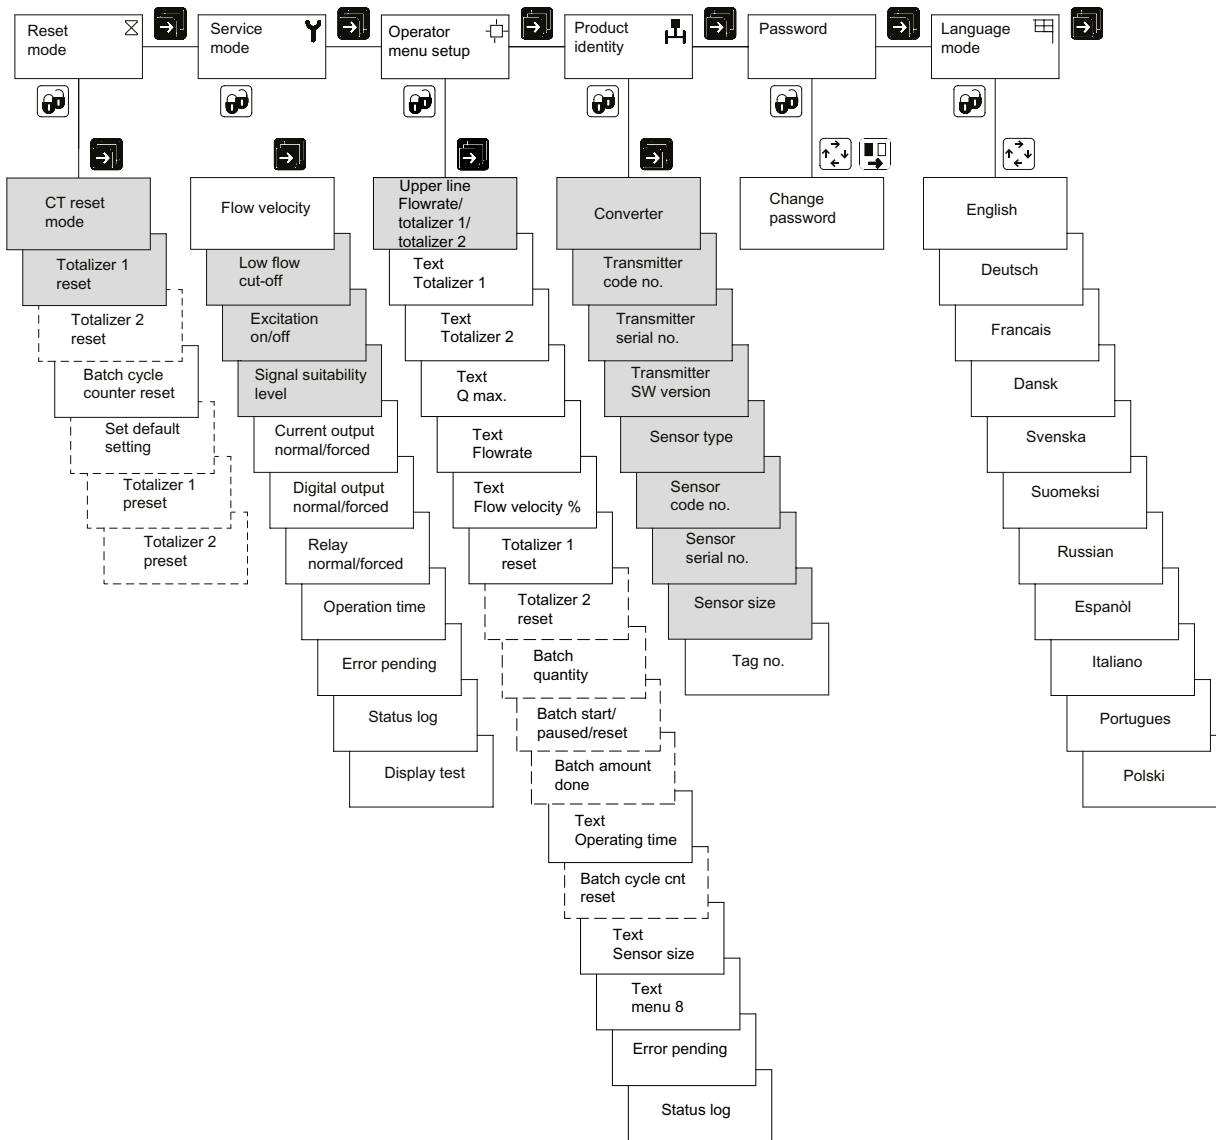 Reset
mode
Service
mode
Operator
menu setup
Product
identity
Password
Language
mode
CT reset
mode
Totalizer 1
reset
Totalizer 2
reset
Batch cycle
counter reset
Set default
setting
Totalizer 1
preset
Totalizer 2
preset
Flow velocity
Low flow
cut-off
Excitation
on/off
Signal suitability
level
Current output
normal/forced
Digital output
normal/forced
Relay
normal/forced
Operation time
Error pending
Status log
Display test
Upper line
Flowrate/
totalizer 1/
totalizer 2
Text
Totalizer 1
Text
Totalizer 2
Text
Q max.
Text
Flowrate
Text
Flow velocity %
Totalizer 1
reset
Totalizer 2
reset
Batch
quantity
Batch start/
paused/reset
Batch amount
done
Text
Operating time
Batch cycle cnt
reset
Text
Sensor size
Text
menu 8
Error pending
Status log
Converter
Transmitter
code no.
Transmitter
serial no.
Transmitter
SW version
Sensor type
Sensor
code no.
Sensor
serial no.
Sensor size
Tag no.
Change
password
English
Deutsch
Francais
Dansk
Svenska
Suomeksi
Russian
Espanòl
Italiano
Portugues
Polski